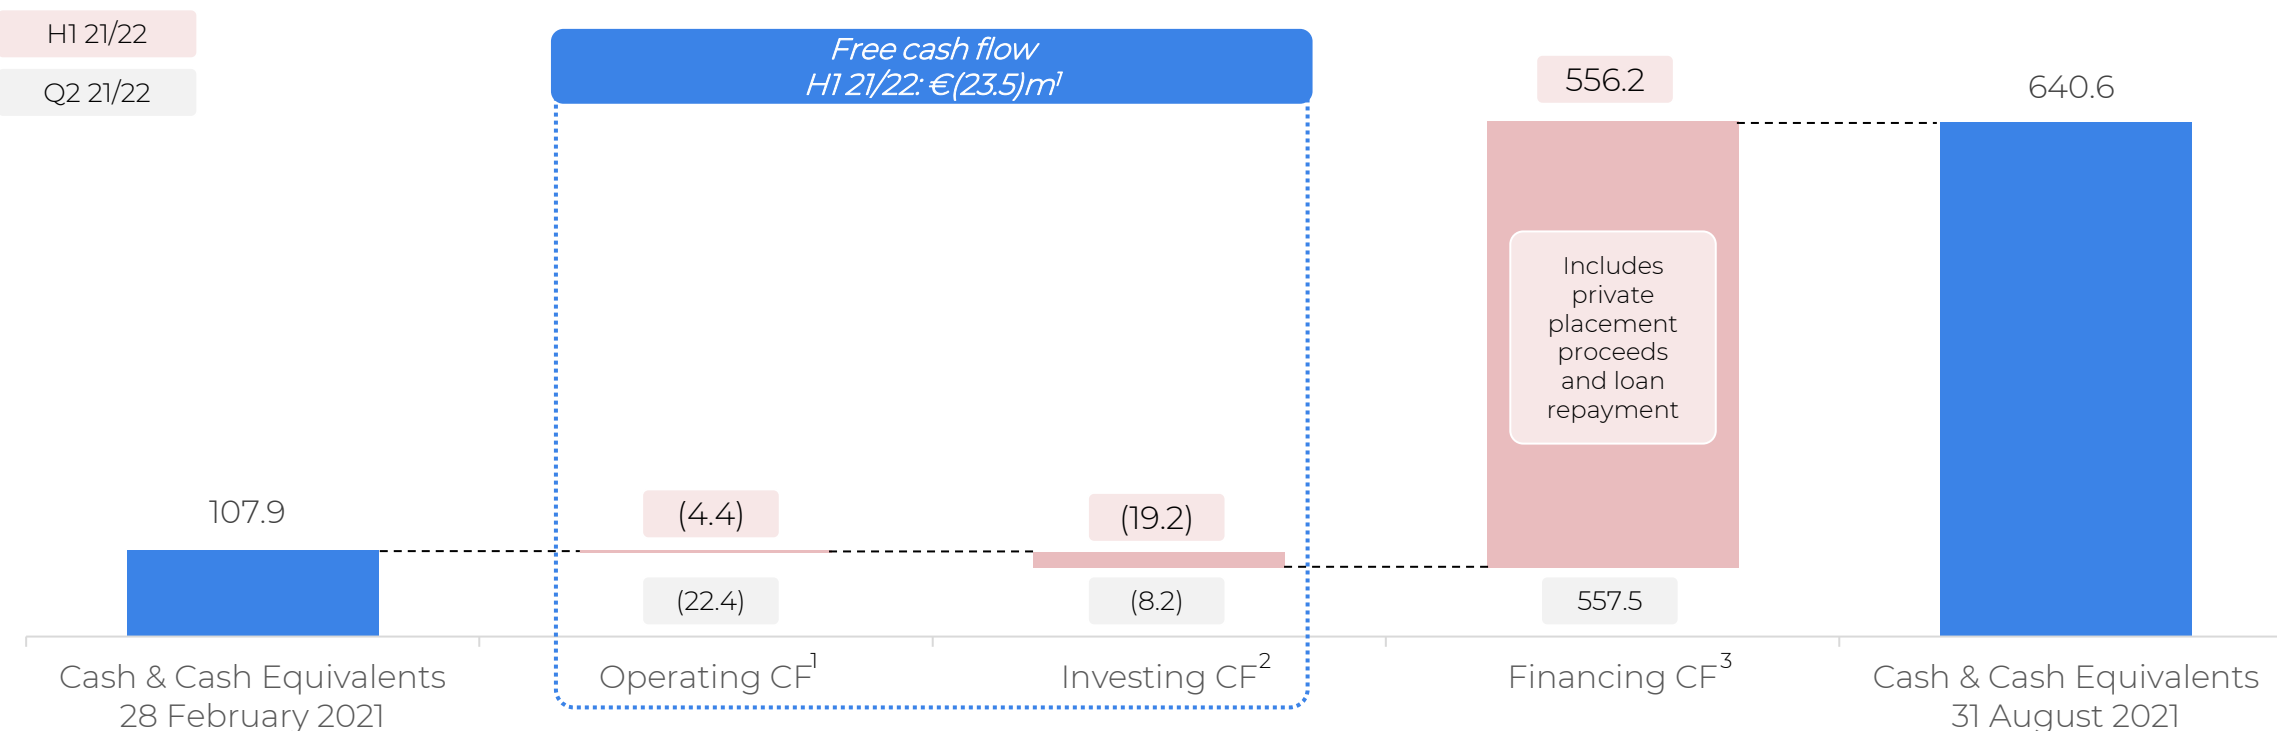 H1 21/22
Q2 21/22
Free cash flow
H1 21/22: €(23.5)m¹
556.2
640.6
Includes
private
placement
proceeds
and loan
repayment
107.9
(4.4)
(19.2)
(22.4)
(8.2)
557.5
Cash & Cash Equivalents
28 February 2021
Operating CF¹
Investing CF²
Financing CF³
Cash & Cash Equivalents
31 August 2021